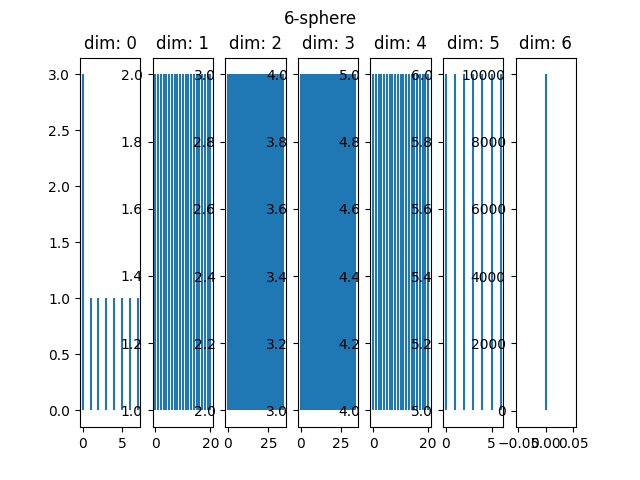 6-sphere
dim: 0 dim: 1 dim: 2 dim: 3 dim: 4 dim: 5 dim: 6
3.0 2.0 3.0 4.0 5.0 6.0 10000
2.5 1.8 2.8 3.8 4.8 5.8 8000
2.0 1.6 2.6 3.6 4.6 5.6 6000
1.5 1.4 2.4 3.4 4.4 5.4 4000
1.0 1.2 2.2 3.2 4.2 5.2 2000
0.5
0.0 1.0 2.0 3.0 4.0 5.0 0
0 5 0 20 0 25 0 25 0 20 0 5 −0.05 0.00 0.05